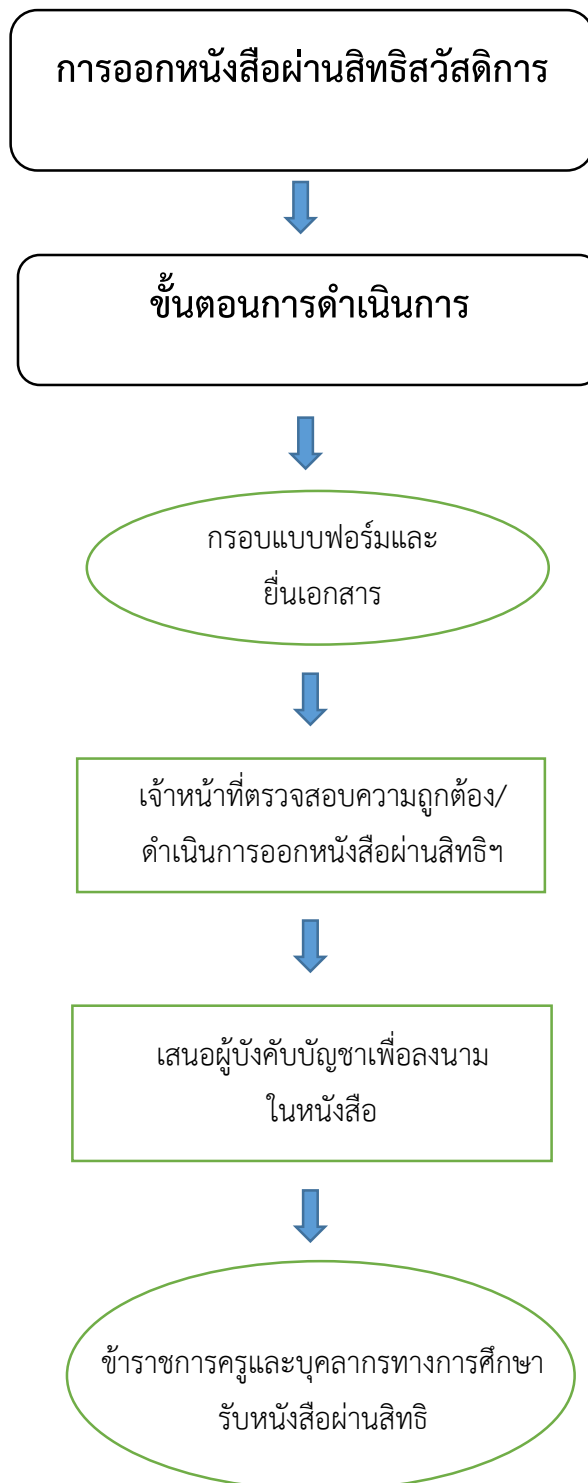 การออกหนังสือผ่านสิทธิสวัสดิการ
ขั้นตอนการดำเนินการ
กรอบแบบฟอร์มและ
ยื่นเอกสาร
เจ้าหน้าที่ตรวจสอบความถูกต้อง/
ดำเนินการออกหนังสือผ่านสิทธิฯ
เสนอผู้บังคับบัญชาเพื่อลงนาม
ในหนังสือ
ข้าราชการครูและบุคลากรทางการศึกษา
รับหนังสือผ่านสิทธิ